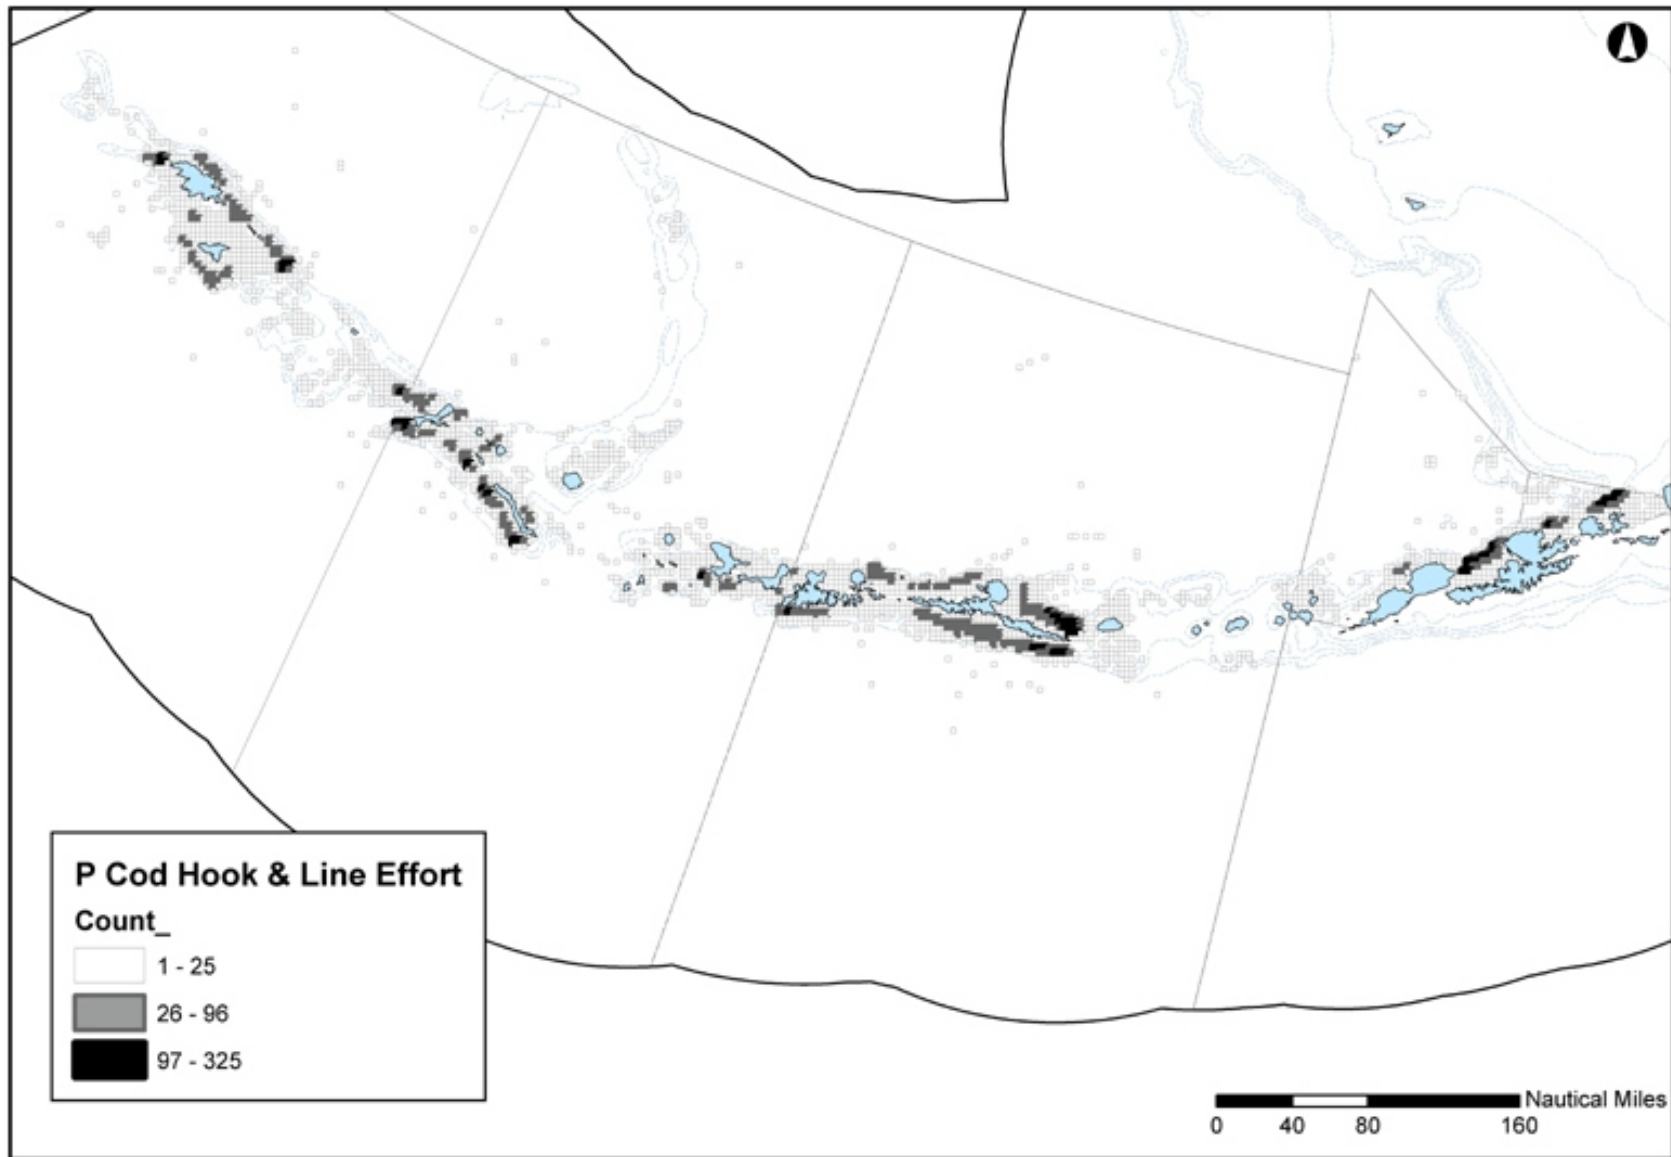 P Cod Hook & Line Effort
Count_
1 - 25
26 - 96
97 - 325
Nautical Miles
0 40 80 160